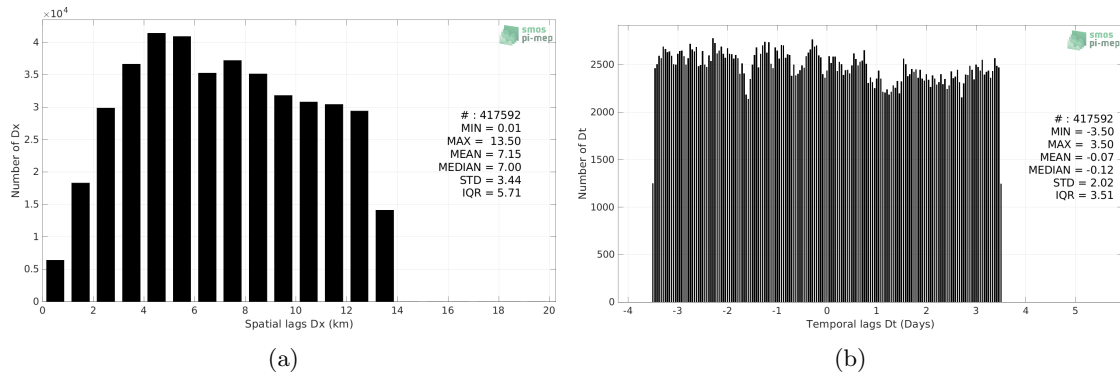 ×10⁴
4
3.5
3
2.5
2
1.5
1
0.5
0
Number of Dx
0 2 4 6 8 10 12 14 16 18 20
Spatial lags Dx (km)
smos
pi-mep
# : 417592
MIN = 0.01
MAX = 13.50
MEAN = 7.15
MEDIAN = 7.00
STD = 3.44
IQR = 5.71
(a)
2500
2000
1500
1000
500
0
Number of Dt
-4 -3 -2 -1 0 1 2 3 4 5
Temporal lags Dt (Days)
smos
pi-mep
# : 417592
MIN = -3.50
MAX = 3.50
MEAN = -0.07
MEDIAN = -0.12
STD = 2.02
IQR = 3.51
(b)